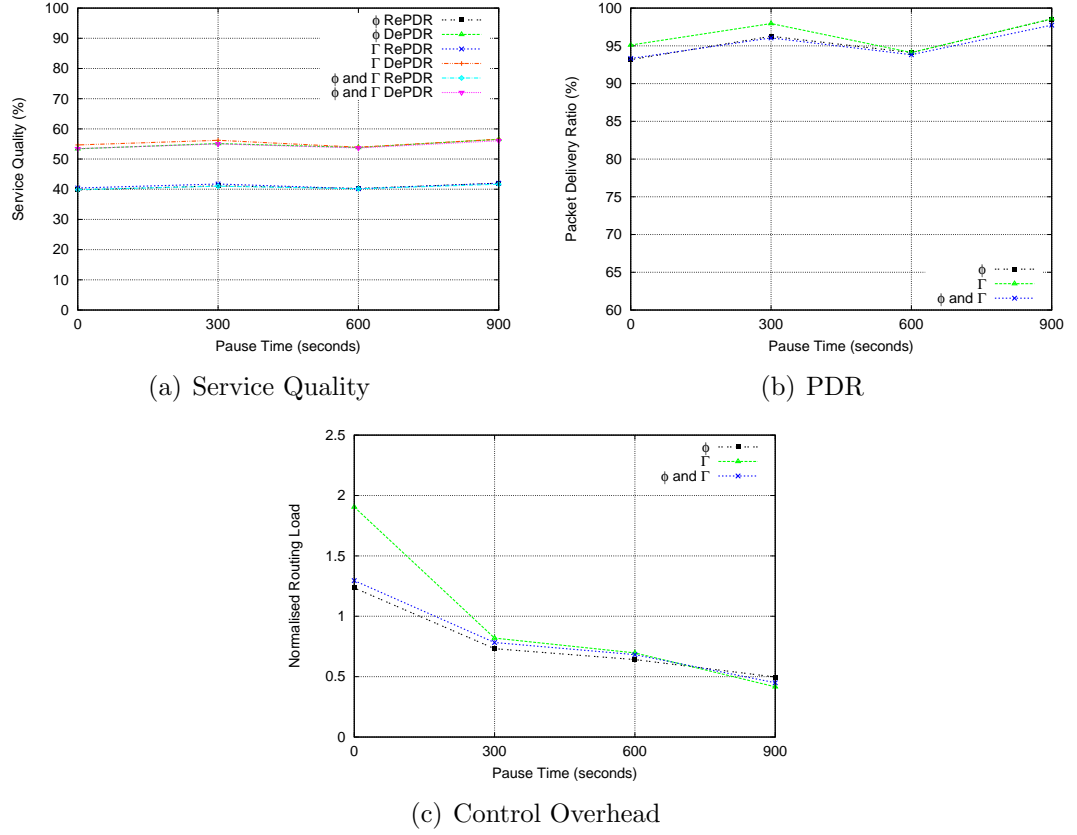 100
90
80
70
60
50
40
30
20
10
0
Service Quality (%)
ϕ RePDR
ϕ DePDR
Γ RePDR
Γ DePDR
ϕ and Γ RePDR
ϕ and Γ DePDR
0 300 600 900
Pause Time (seconds)
(a) Service Quality
100
95
90
85
80
75
70
65
60
Packet Delivery Ratio (%)
ϕ
Γ
ϕ and Γ
0 300 600 900
Pause Time (seconds)
(b) PDR
2.5
2
1.5
1
0.5
0
Normalised Routing Load
ϕ
Γ
ϕ and Γ
0 300 600 900
Pause Time (seconds)
(c) Control Overhead